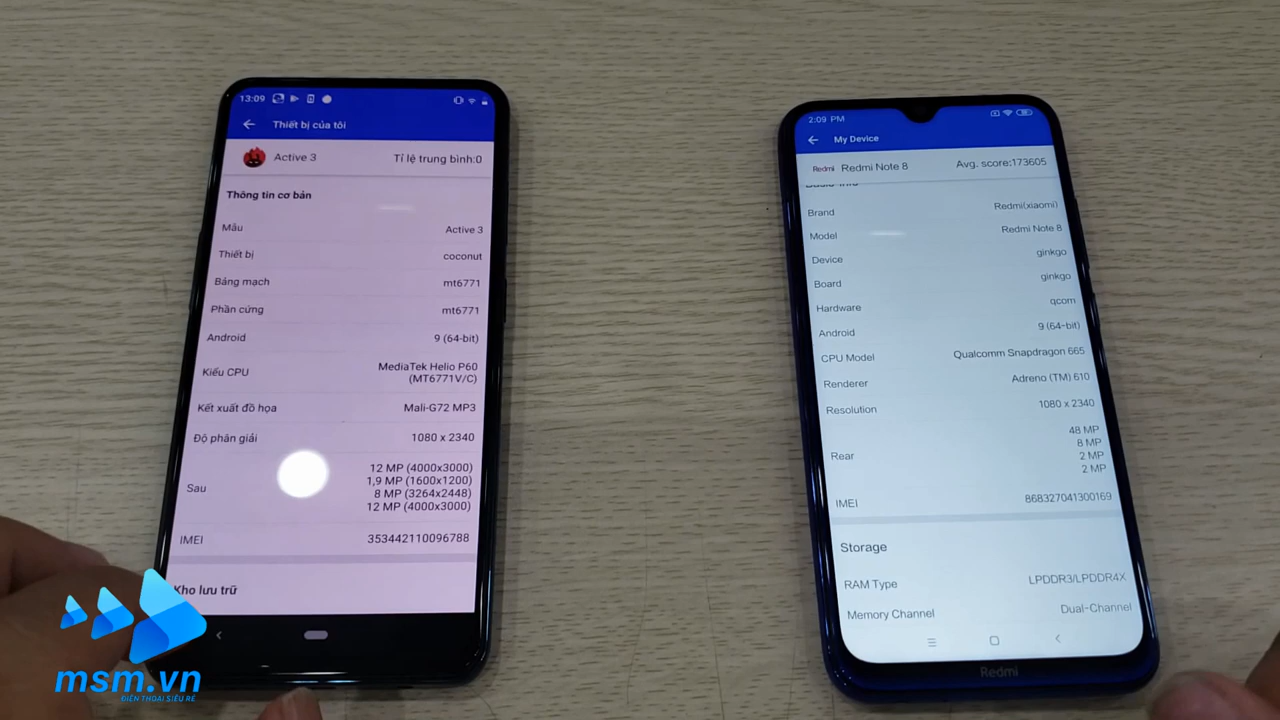 13:09
Thiết bị của tôi
Active 3 Tỉ lệ trung bình:0
Thông tin cơ bản
Mẫu Active 3
Thiết bị coconut
Bảng mạch mt6771
Phần cứng mt6771
Android 9 (64-bit)
Kiểu CPU MediaTek Helio P60
(MT6771V/C)
Kết xuất đồ họa Mali-G72 MP3
Độ phân giải 1080 x 2340
Sau 12 MP (4000x3000)
1,9 MP (1600x1200)
8 MP (3264x2448)
12 MP (4000x3000)
IMEI 353442110096788
Kho lưu trữ
2:09 PM
My Device
Redmi Redmi Note 8 Avg. score:173605
Basic Info
Brand Redmi(xiaomi)
Model Redmi Note 8
Device ginkgo
Board ginkgo
Hardware qcom
Android 9 (64-bit)
CPU Model Qualcomm Snapdragon 665
Renderer Adreno (TM) 610
Resolution 1080 x 2340
Rear 48 MP
8 MP
2 MP
2 MP
IMEI 868327041300169
Storage
RAM Type LPDDR3/LPDDR4X
Memory Channel Dual-Channel
Redmi
msm.vn
ĐIỆN THOẠI SIÊU RẺ